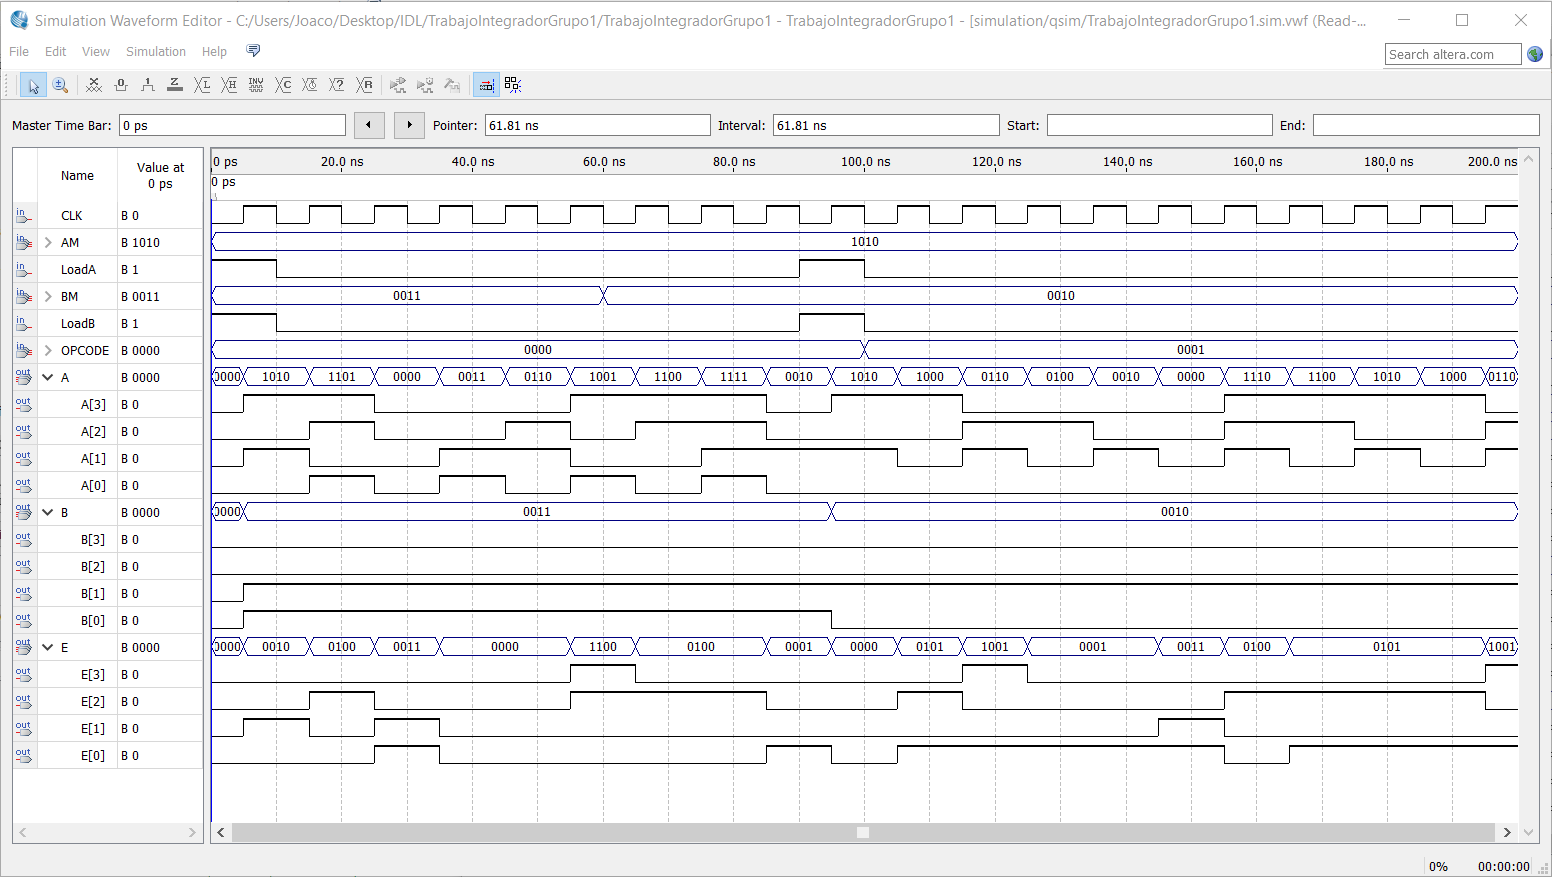 Simulation Waveform Editor - C:/Users/Joaco/Desktop/IDL/TrabajoIntegradorGrupo1/TrabajoIntegradorGrupo1 - TrabajoIntegradorGrupo1 - [simulation/qsim/TrabajoIntegradorGrupo1.sim.vwf (Read-...
File Edit View Simulation Help
Search altera.com
Master Time Bar: 0 ps Pointer: 61.81 ns Interval: 61.81 ns Start: End:
Name Value at 0 ps
0 ps 20.0 ns 40.0 ns 60.0 ns 80.0 ns 100.0 ns 120.0 ns 140.0 ns 160.0 ns 180.0 ns 200.0 ns
0 ps
CLK B 0
AM B 1010 1010
LoadA B 1
BM B 0011 0011 0010
LoadB B 1
OPCODE B 0000 0000 0001
A B 0000 0000 1010 1101 0000 0011 0110 1001 1100 1111 0010 1010 1000 0110 0100 0010 0000 1110 1100 1010 1000 0110
A[3] B 0
A[2] B 0
A[1] B 0
A[0] B 0
B B 0000 0000 0011 0010
B[3] B 0
B[2] B 0
B[1] B 0
B[0] B 0
E B 0000 0000 0010 0100 0011 0000 1100 0100 0001 0000 0101 1001 0001 0011 0100 0101 1001
E[3] B 0
E[2] B 0
E[1] B 0
E[0] B 0
0% 00:00:00